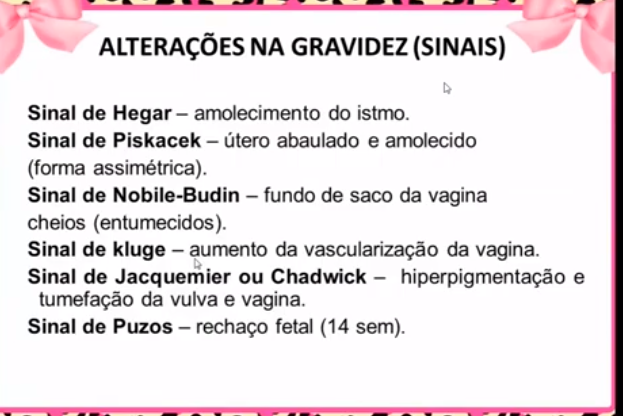 ALTERAÇÕES NA GRAVIDEZ (SINAIS)
Sinal de Hegar – amolecimento do istmo.
Sinal de Piskacek – útero abaulado e amolecido
(forma assimétrica).
Sinal de Nobile-Budin – fundo de saco da vagina
cheios (entumecidos).
Sinal de kluge – aumento da vascularização da vagina.
Sinal de Jacquemier ou Chadwick – hiperpigmentação e
tumefação da vulva e vagina.
Sinal de Puzos – rechaço fetal (14 sem).